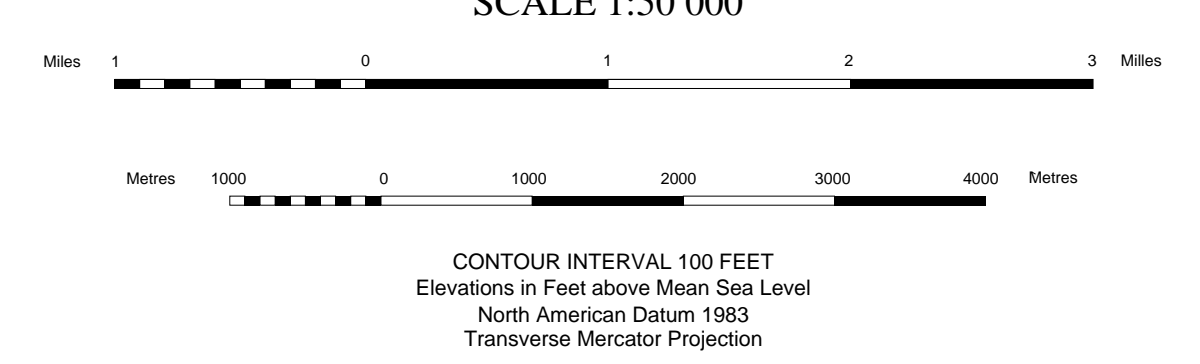 SCALE 1:50 000
Miles 1 0 1 2 3 Milles
Metres 1000 0 1000 2000 3000 4000 Metres
CONTOUR INTERVAL 100 FEET
Elevations in Feet above Mean Sea Level
North American Datum 1983
Transverse Mercator Projection